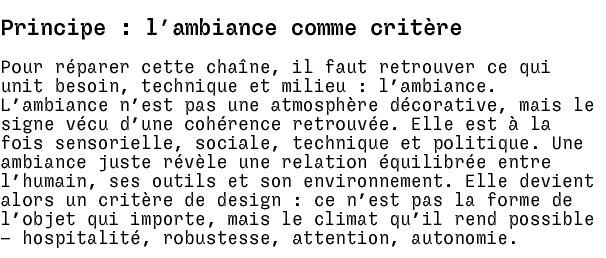 Principe : l’ambiance comme critère
Pour réparer cette chaîne, il faut retrouver ce qui
unit besoin, technique et milieu : l’ambiance.
L’ambiance n’est pas une atmosphère décorative, mais le
signe vécu d’une cohérence retrouvée. Elle est à la
fois sensorielle, sociale, technique et politique. Une
ambiance juste révèle une relation équilibrée entre
l’humain, ses outils et son environnement. Elle devient
alors un critère de design : ce n’est pas la forme de
l’objet qui importe, mais le climat qu’il rend possible
– hospitalité, robustesse, attention, autonomie.